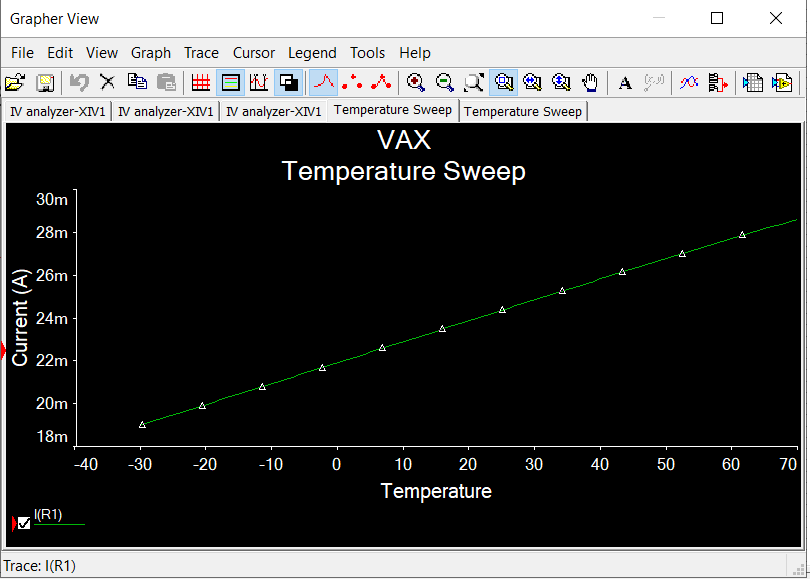 Grapher View
File Edit View Graph Trace Cursor Legend Tools Help
A
IV analyzer-XIV1 IV analyzer-XIV1 IV analyzer-XIV1 Temperature Sweep Temperature Sweep
VAX
Temperature Sweep
30m
28m
26m
24m
22m
20m
18m
Current (A)
-40 -30 -20 -10 0 10 20 30 40 50 60 70
Temperature
I(R1)
Trace: I(R1)